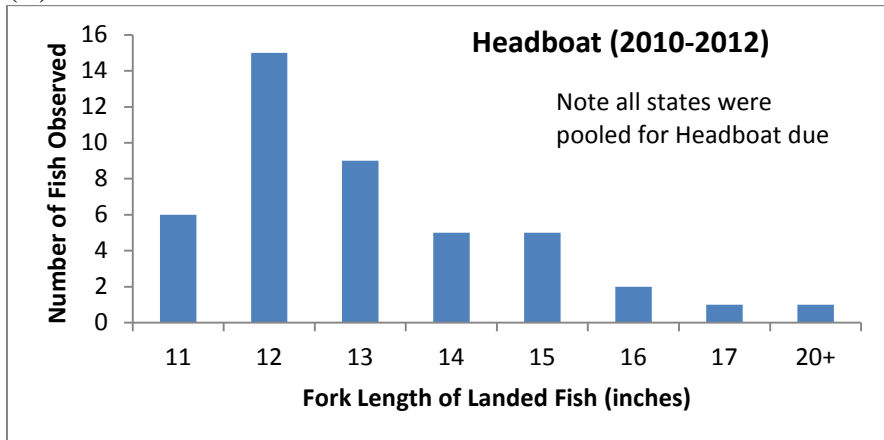 Headboat (2010-2012)
Note all states were
pooled for Headboat due
Number of Fish Observed
16
14
12
10
8
6
4
2
0
11 12 13 14 15 16 17 20+
Fork Length of Landed Fish (inches)